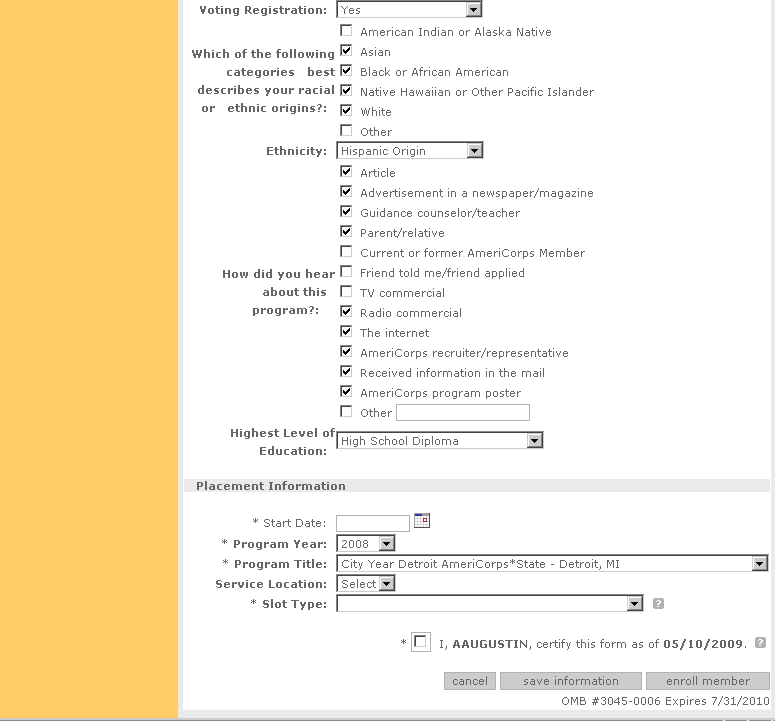 Voting Registration: Yes
American Indian or Alaska Native
Which of the following categories best describes your racial or ethnic origins?:
Asian
Black or African American
Native Hawaiian or Other Pacific Islander
White
Other
Ethnicity: Hispanic Origin
Article
Advertisement in a newspaper/magazine
Guidance counselor/teacher
Parent/relative
Current or former AmeriCorps Member
How did you hear about this program?:
Friend told me/friend applied
TV commercial
Radio commercial
The internet
AmeriCorps recruiter/representative
Received information in the mail
AmeriCorps program poster
Other
Highest Level of Education: High School Diploma
Placement Information
* Start Date:
* Program Year: 2008
* Program Title: City Year Detroit AmeriCorps*State - Detroit, MI
Service Location: Select
* Slot Type: ?
* I, AAUGUSTIN, certify this form as of 05/10/2009. ?
cancel save information enroll member
OMB #3045-0006 Expires 7/31/2010